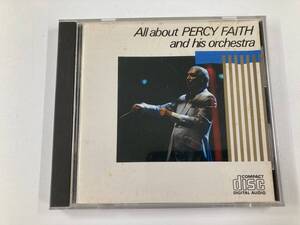 All about PERCY FAITH
and his orchestra
COMPACT
disc
DIGITAL AUDIO